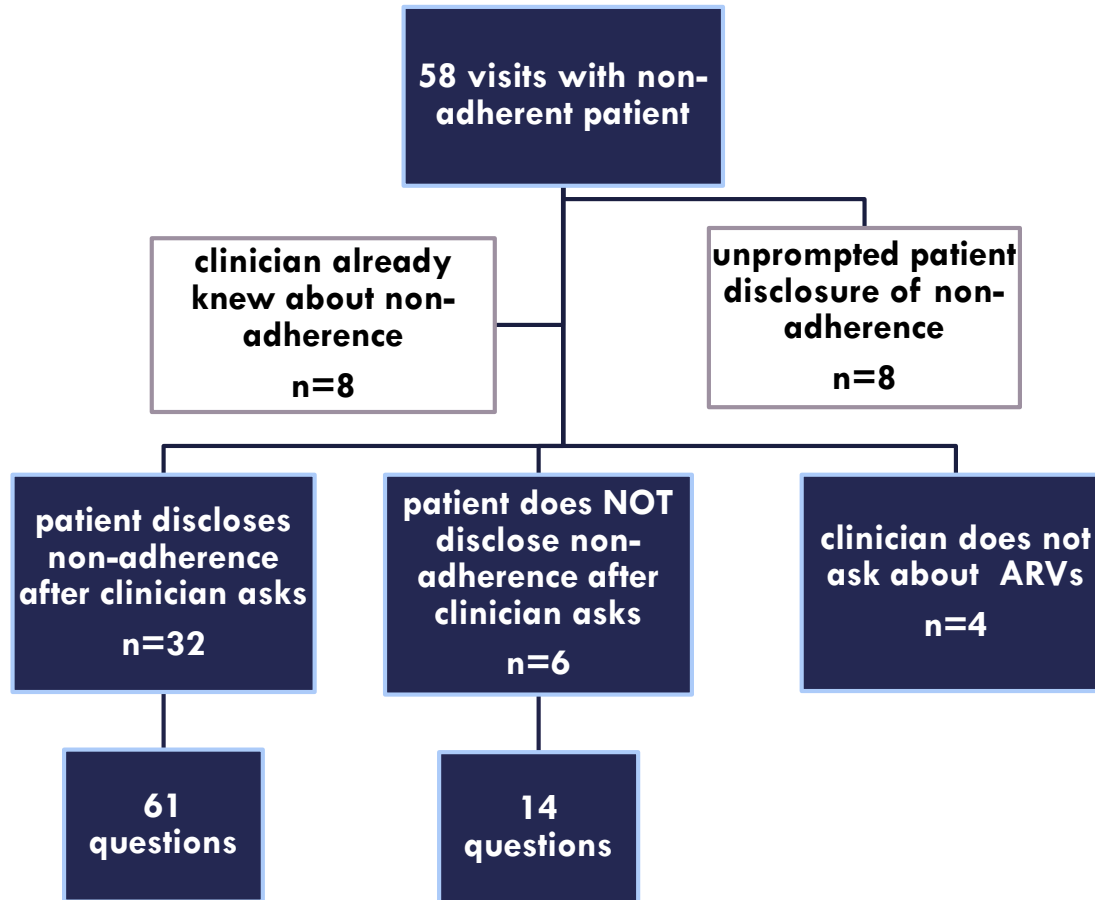 58 visits with non-
adherent patient
clinician already
knew about non-
adherence
n=8
unprompted patient
disclosure of non-
adherence
n=8
patient discloses
non-adherence
after clinician asks
n=32
patient does NOT
disclose non-
adherence after
clinician asks
n=6
clinician does not
ask about ARVs
n=4
61
questions
14
questions